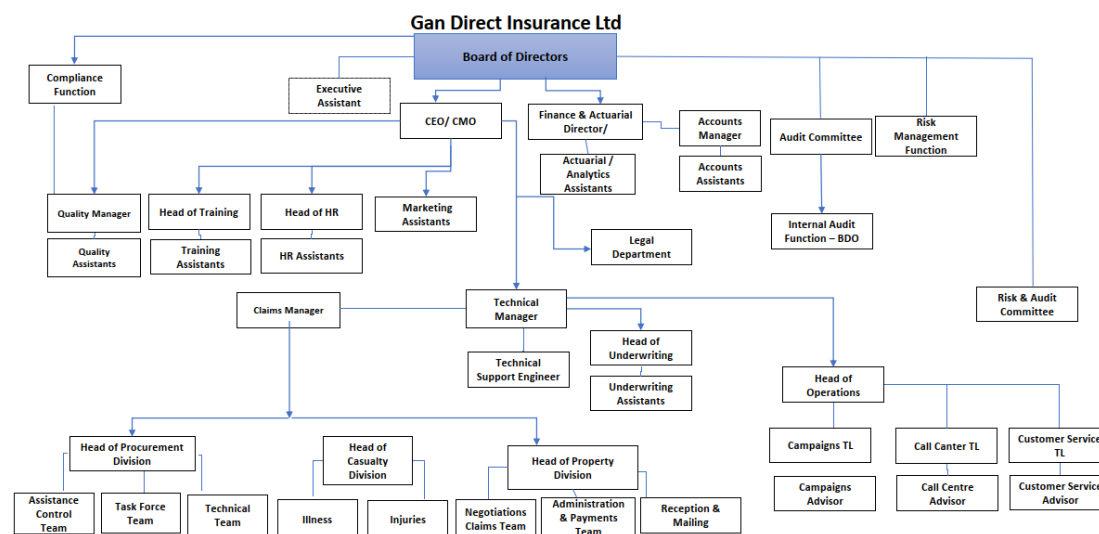 Gan Direct Insurance Ltd
Board of Directors
Compliance
Function
Executive
Assistant
CEO/ CMO
Finance & Actuarial
Director/
Accounts
Manager
Audit Committee
Risk
Management
Function
Actuarial /
Analytics
Assistants
Accounts
Assistants
Quality Manager
Head of Training
Head of HR
Marketing
Assistants
Internal Audit
Function – BDO
Quality
Assistants
Training
Assistants
HR Assistants
Legal
Department
Claims Manager
Technical
Manager
Risk & Audit
Committee
Head of
Underwriting
Technical
Support Engineer
Underwriting
Assistants
Head of
Operations
Head of Procurement
Division
Head of
Casualty
Division
Head of Property
Division
Campaigns TL
Call Canter TL
Customer Service
TL
Assistance
Control Team
Task Force
Team
Technical
Team
Illness
Injuries
Negotiations
Claims Team
Administration
& Payments
Team
Reception &
Mailing
Campaigns
Advisor
Call Centre
Advisor
Customer Service
Advisor